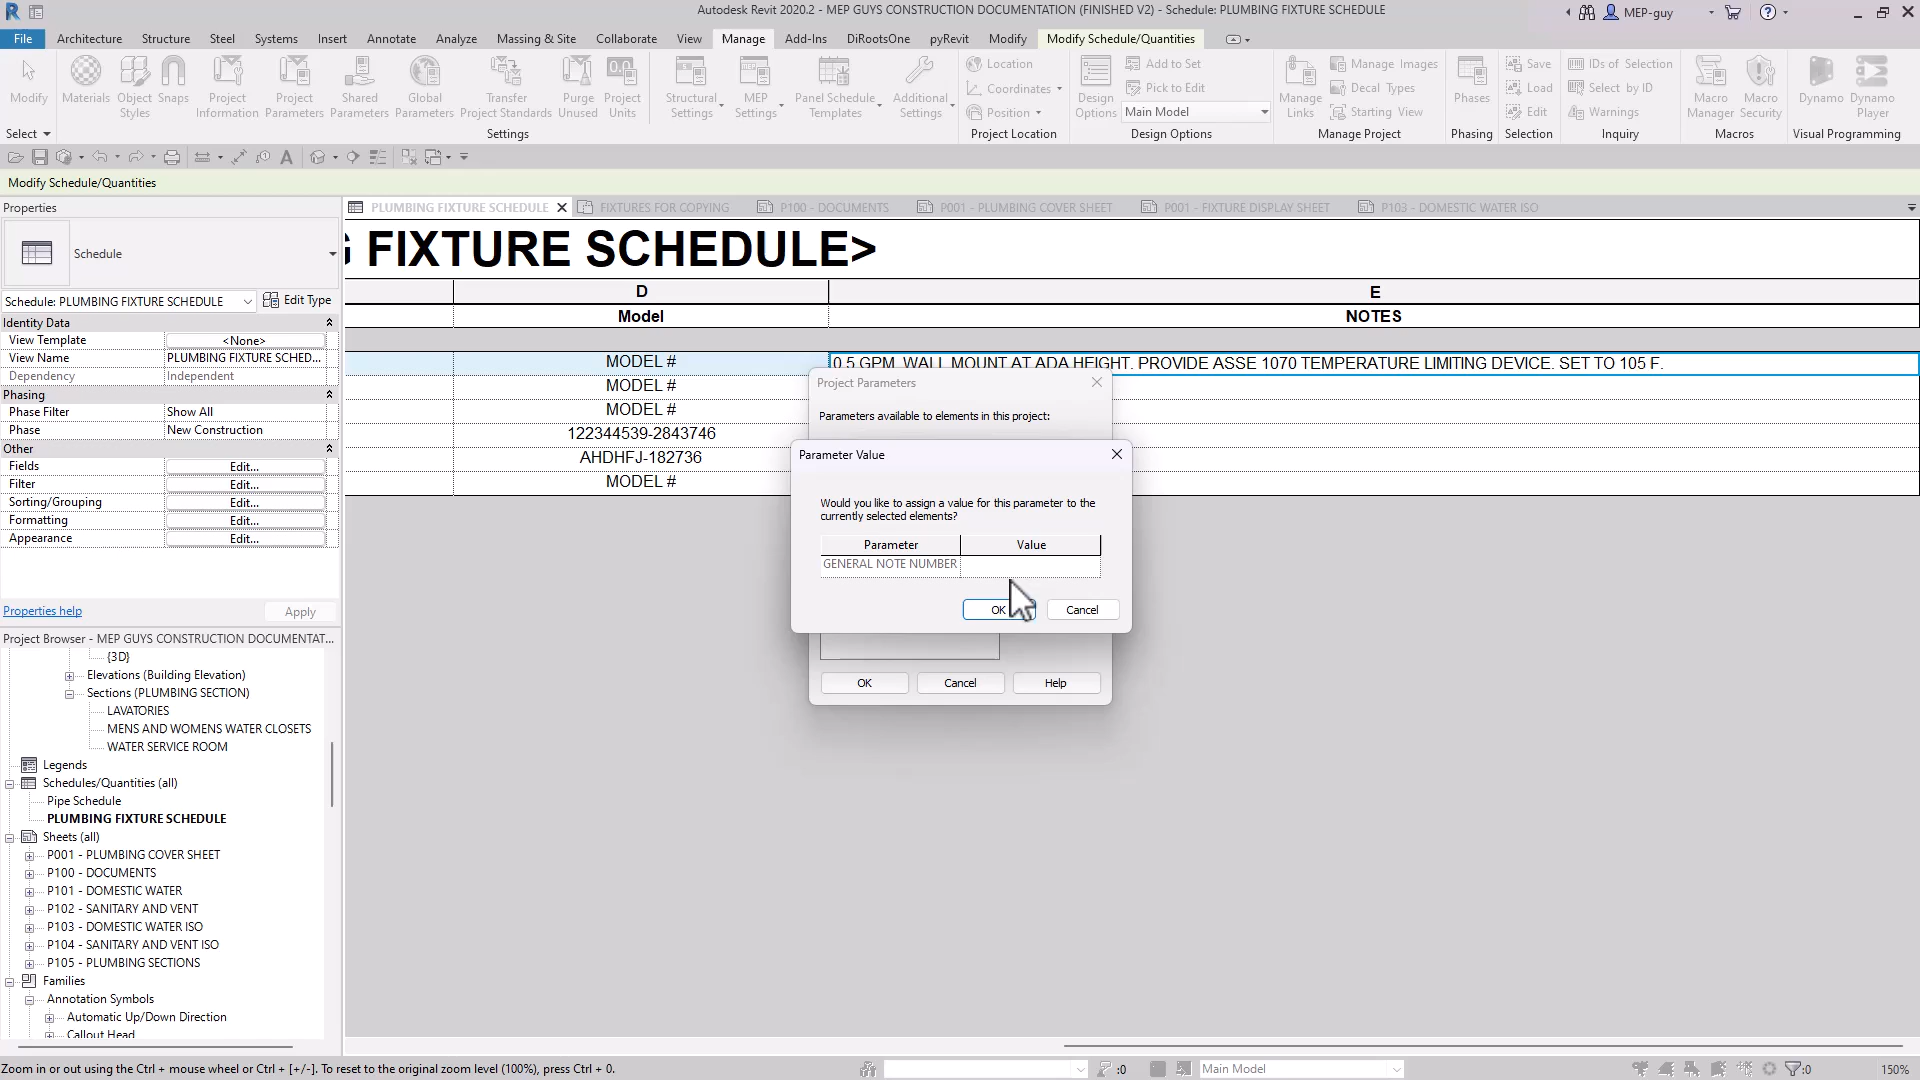 Autodesk Revit 2020.2 - MEP GUYS CONSTRUCTION DOCUMENTATION (FINISHED V2) - Schedule: PLUMBING FIXTURE SCHEDULE
MEP-guy
File Architecture Structure Steel Systems Insert Annotate Analyze Massing & Site Collaborate View Manage Add-Ins DiRootsOne pyRevit Modify Modify Schedule/Quantities
Modify
Materials
Object Styles
Snaps
Project Information
Project Parameters
Shared Parameters
Global Parameters
Transfer Project Standards
Purge Unused
Project Units
Structural Settings
MEP Settings
Panel Schedule Templates
Additional Settings
Location
Coordinates
Position
Design Options
Add to Set
Pick to Edit
Main Model
Manage Links
Manage Images
Decal Types
Starting View
Phases
Save
Load
Edit
IDs of Selection
Select by ID
Warnings
Macro Manager
Macro Security
Dynamo
Dynamo Player
Select
Settings
Project Location
Design Options
Manage Project
Phasing
Selection
Inquiry
Macros
Visual Programming
Modify Schedule/Quantities
Properties
Schedule
Schedule: PLUMBING FIXTURE SCHEDULE
Edit Type
Identity Data
View Template <None>
View Name PLUMBING FIXTURE SCHED...
Dependency Independent
Phasing
Phase Filter Show All
Phase New Construction
Other
Fields Edit...
Filter Edit...
Sorting/Grouping Edit...
Formatting Edit...
Appearance Edit...
Properties help
Apply
Project Browser - MEP GUYS CONSTRUCTION DOCUMENTAT...
{3D}
Elevations (Building Elevation)
Sections (PLUMBING SECTION)
LAVATORIES
MENS AND WOMENS WATER CLOSETS
WATER SERVICE ROOM
Legends
Schedules/Quantities (all)
Pipe Schedule
PLUMBING FIXTURE SCHEDULE
Sheets (all)
P001 - PLUMBING COVER SHEET
P100 - DOCUMENTS
P101 - DOMESTIC WATER
P102 - SANITARY AND VENT
P103 - DOMESTIC WATER ISO
P104 - SANITARY AND VENT ISO
P105 - PLUMBING SECTIONS
Families
Annotation Symbols
Automatic Up/Down Direction
Callout Head
PLUMBING FIXTURE SCHEDULE
FIXTURES FOR COPYING
P100 - DOCUMENTS
P001 - PLUMBING COVER SHEET
P001 - FIXTURE DISPLAY SHEET
P103 - DOMESTIC WATER ISO
FIXTURE SCHEDULE>
D E
Model NOTES
MODEL # 0.5 GPM WALL MOUNT AT ADA HEIGHT. PROVIDE ASSE 1070 TEMPERATURE LIMITING DEVICE. SET TO 105 F.
MODEL #
MODEL #
122344539-2843746
AHDHFJ-182736
MODEL #
Project Parameters
Parameters available to elements in this project:
Parameter Value
Would you like to assign a value for this parameter to the
currently selected elements?
Parameter Value
GENERAL NOTE NUMBER
OK Cancel
OK Cancel Help
Zoom in or out using the Ctrl + mouse wheel or Ctrl + [+/-]. To reset to the original zoom level (100%), press Ctrl + 0.
:0
Main Model
:0
150%